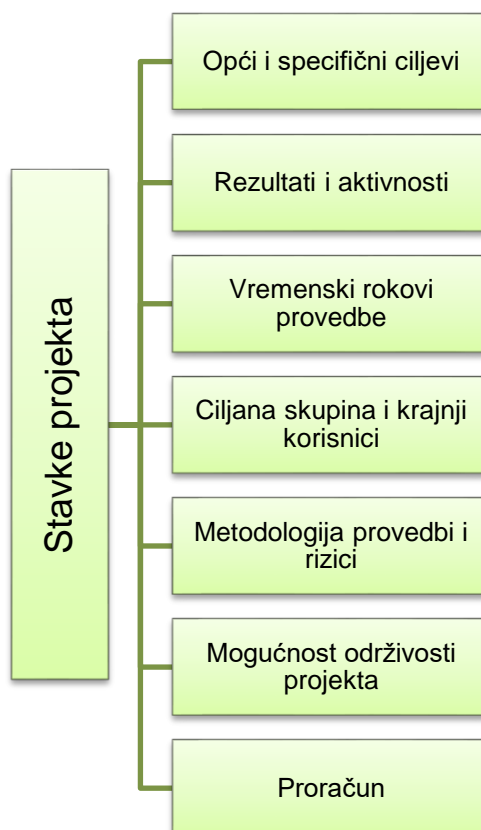 Stavke projekta
Opći i specifični ciljevi
Rezultati i aktivnosti
Vremenski rokovi
provedbe
Ciljana skupina i krajnji
korisnici
Metodologija provedbi i
rizici
Mogućnost održivosti
projekta
Proračun